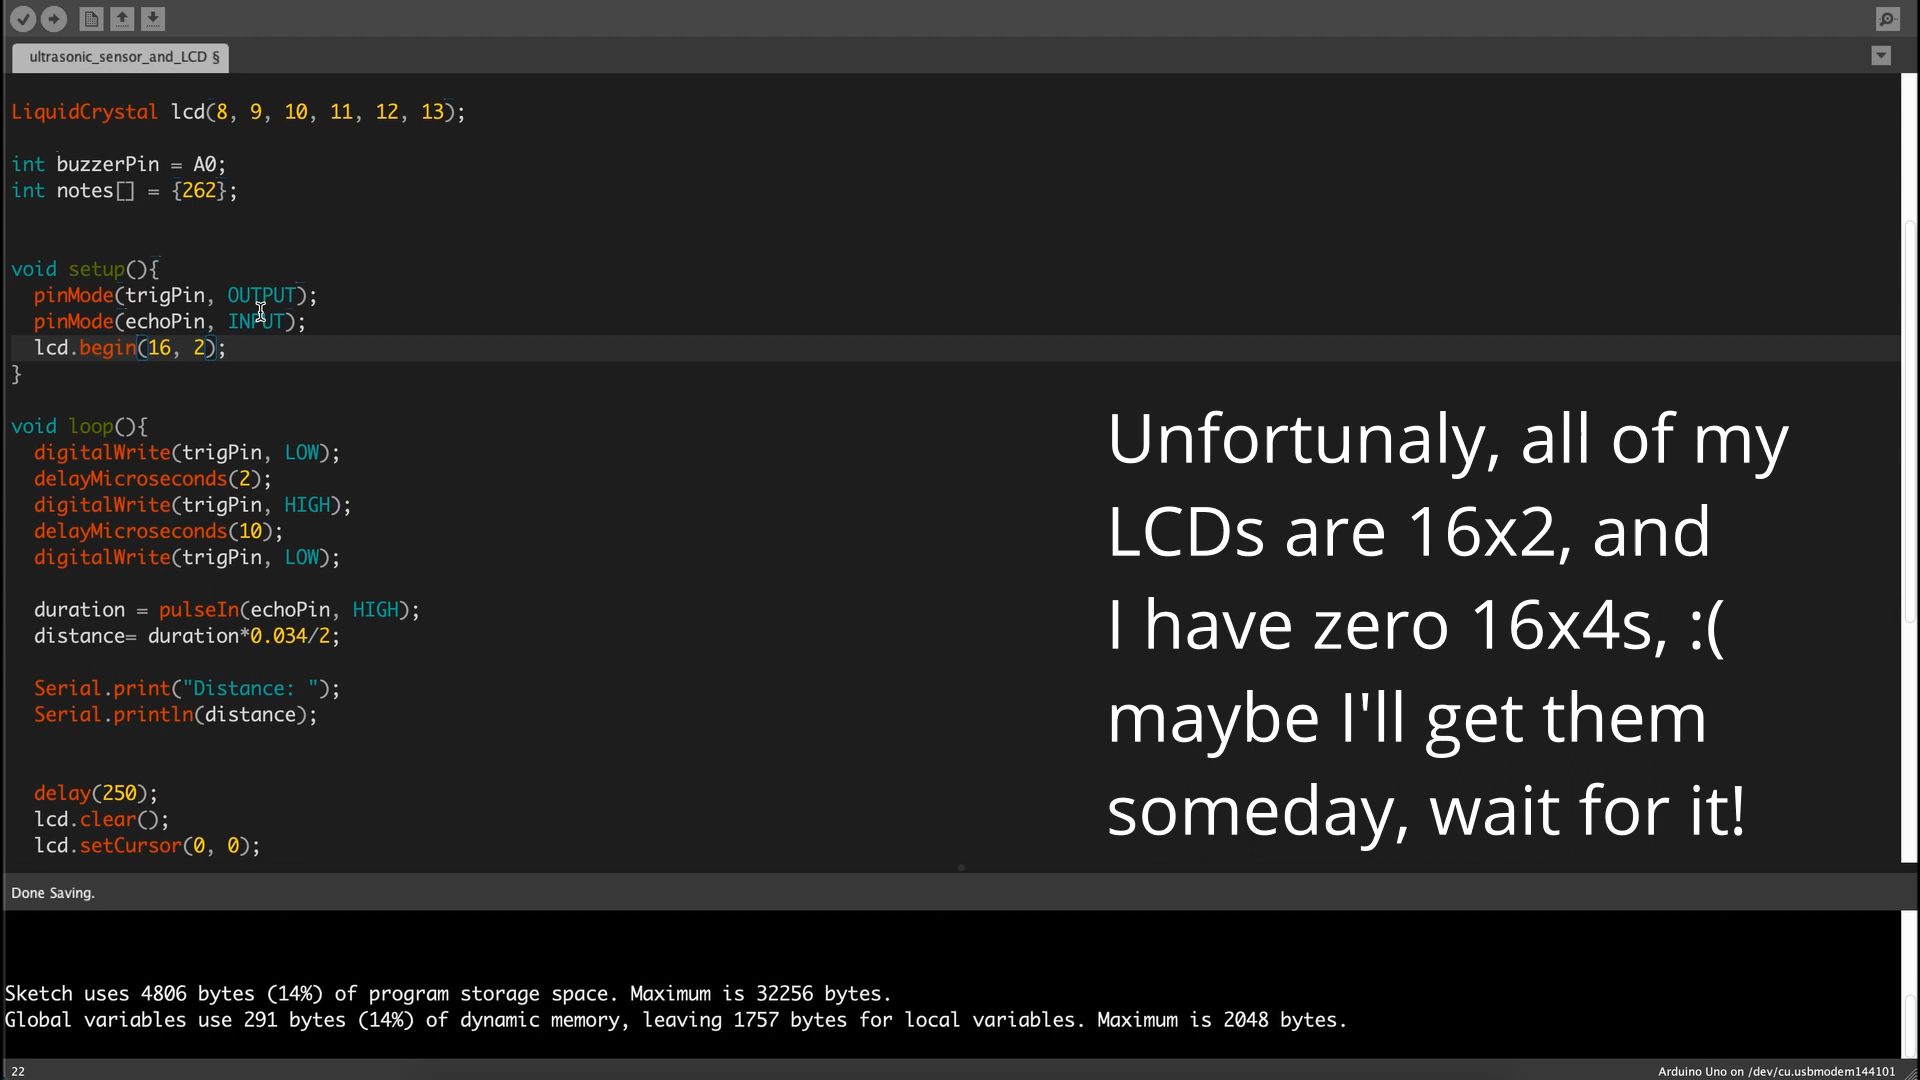 ultrasonic_sensor_and_LCD §
LiquidCrystal lcd(8, 9, 10, 11, 12, 13);
int buzzerPin = A0;
int notes[] = {262};
void setup(){
  pinMode(trigPin, OUTPUT);
  pinMode(echoPin, INPUT);
  lcd.begin(16, 2);
}
void loop(){
  digitalWrite(trigPin, LOW);
  delayMicroseconds(2);
  digitalWrite(trigPin, HIGH);
  delayMicroseconds(10);
  digitalWrite(trigPin, LOW);
  duration = pulseIn(echoPin, HIGH);
  distance= duration*0.034/2;
  Serial.print("Distance: ");
  Serial.println(distance);
  delay(250);
  lcd.clear();
  lcd.setCursor(0, 0);
Unfortunaly, all of my
LCDs are 16x2, and
I have zero 16x4s, :(
maybe I'll get them
someday, wait for it!
Done Saving.
Sketch uses 4806 bytes (14%) of program storage space. Maximum is 32256 bytes.
Global variables use 291 bytes (14%) of dynamic memory, leaving 1757 bytes for local variables. Maximum is 2048 bytes.
22
Arduino Uno on /dev/cu.usbmodem144101